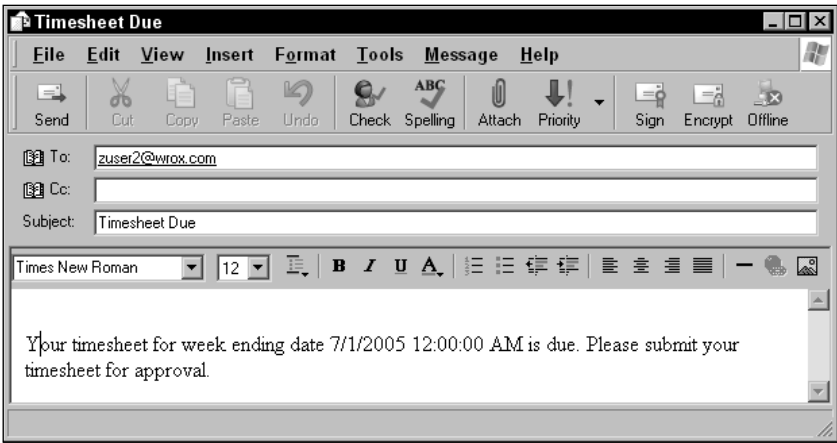 Timesheet Due
File Edit View Insert Format Tools Message Help
ABC
Send Cut Copy Paste Undo Check Spelling Attach Priority Sign Encrypt Offline
To: zuser2@wrox.com
Cc:
Subject: Timesheet Due
Times New Roman 12 B I U A
Your timesheet for week ending date 7/1/2005 12:00:00 AM is due. Please submit your
timesheet for approval.